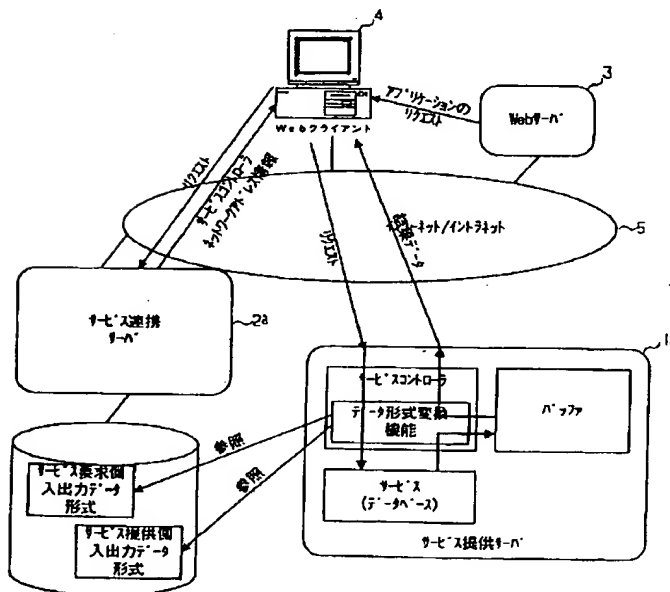 4
3
アプリケーションの
リクエスト
Webサーバ
Webクライアント
リクエスト
サービスコントローラ
ネットワークアドレス情報
リクエスト
結果データ
ーネット/イントラネット
5
サービス連携
サーバ
2a
1
サービスコントローラ
データ形式変換
機能
バッファ
参照
参照
サービス要求側
入出力データ
形式
サービス提供側
入出力データ
形式
サービス
(データベース)
サービス提供サーバ